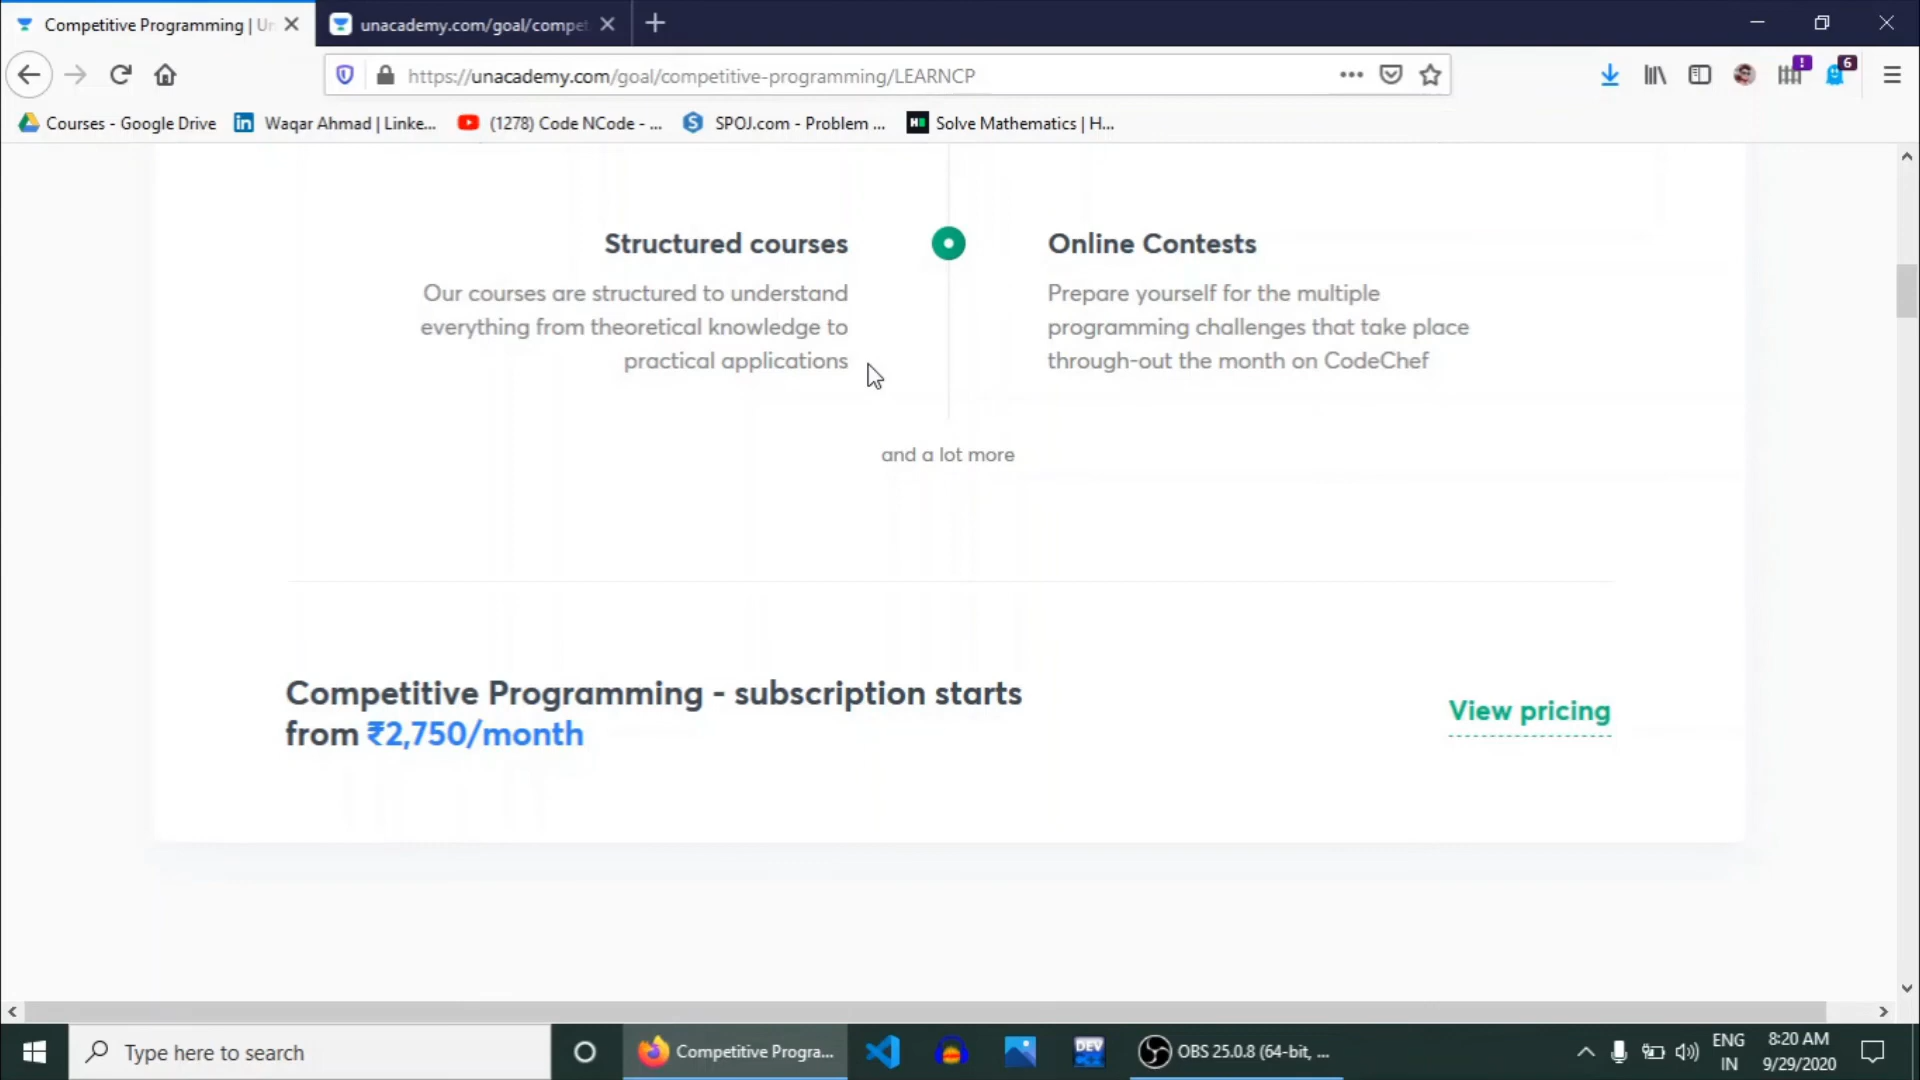 Competitive Programming | Un
unacademy.com/goal/compet
https://unacademy.com/goal/competitive-programming/LEARNCP
6
Courses - Google Drive
Waqar Ahmad | Linke...
(1278) Code NCode - ...
SPOJ.com - Problem ...
Solve Mathematics | H...
Structured courses
Our courses are structured to understand
everything from theoretical knowledge to
practical applications
Online Contests
Prepare yourself for the multiple
programming challenges that take place
through-out the month on CodeChef
and a lot more
Competitive Programming - subscription starts
from ₹2,750/month
View pricing
Type here to search
Competitive Progra...
DEV
OBS 25.0.8 (64-bit, ...
ENG
IN
8:20 AM
9/29/2020